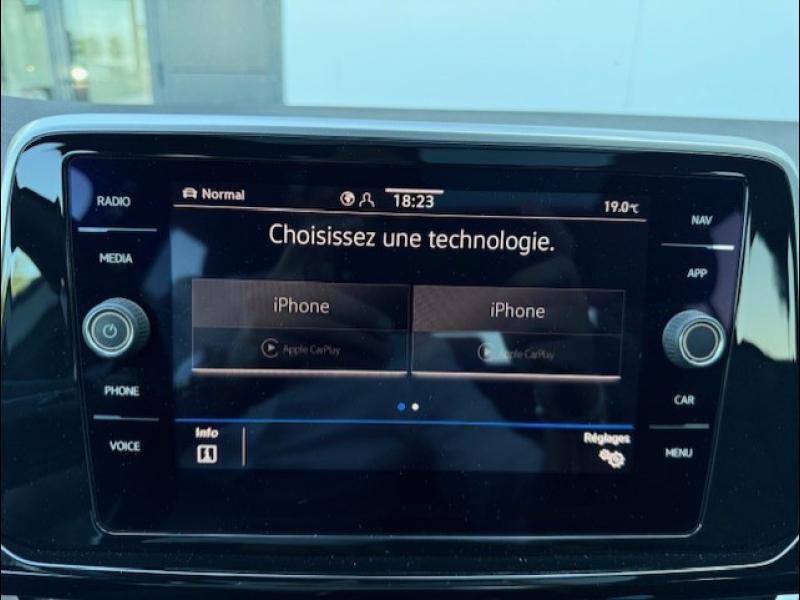 Normal
18:23
19.0°C
RADIO
MEDIA
PHONE
VOICE
Choisissez une technologie.
iPhone
Apple CarPlay
iPhone
Apple CarPlay
Info
Réglages
NAV
APP
CAR
MENU